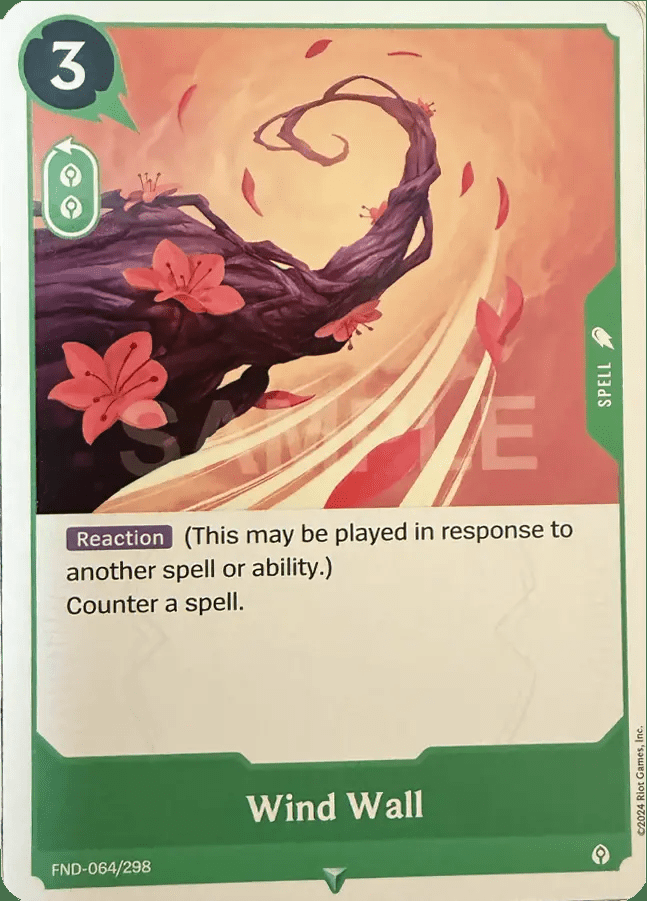 3
SPELL
SAMPLE
Reaction (This may be played in response to
another spell or ability.)
Counter a spell.
Wind Wall
FND-064/298
©2024 Riot Games, Inc.